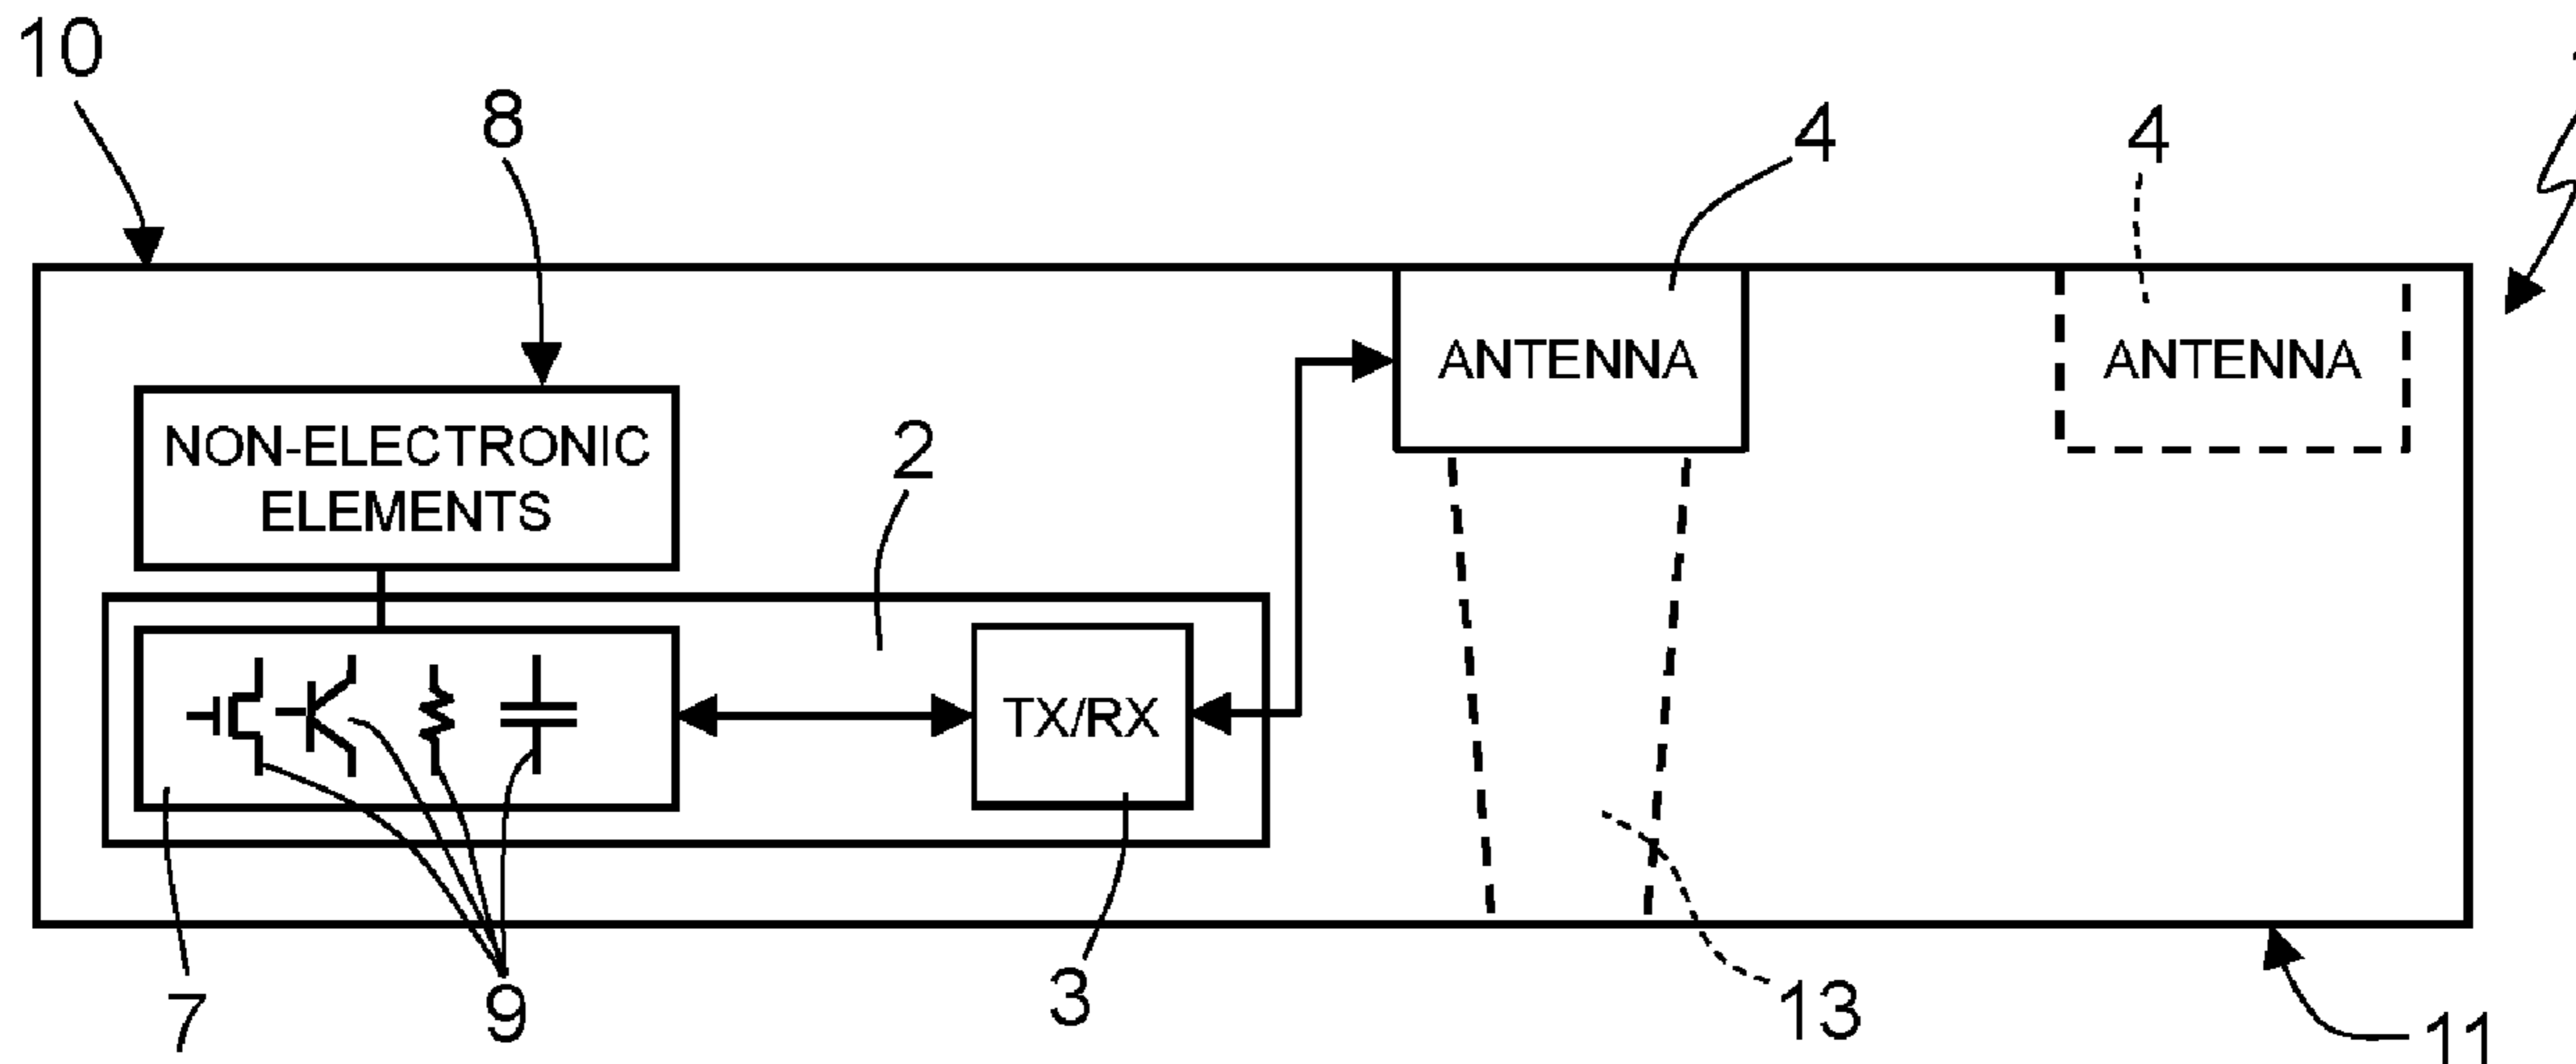 10
8
4
4
ANTENNA
ANTENNA
NON-ELECTRONIC
ELEMENTS
2
TX/RX
7
9
3
13
11